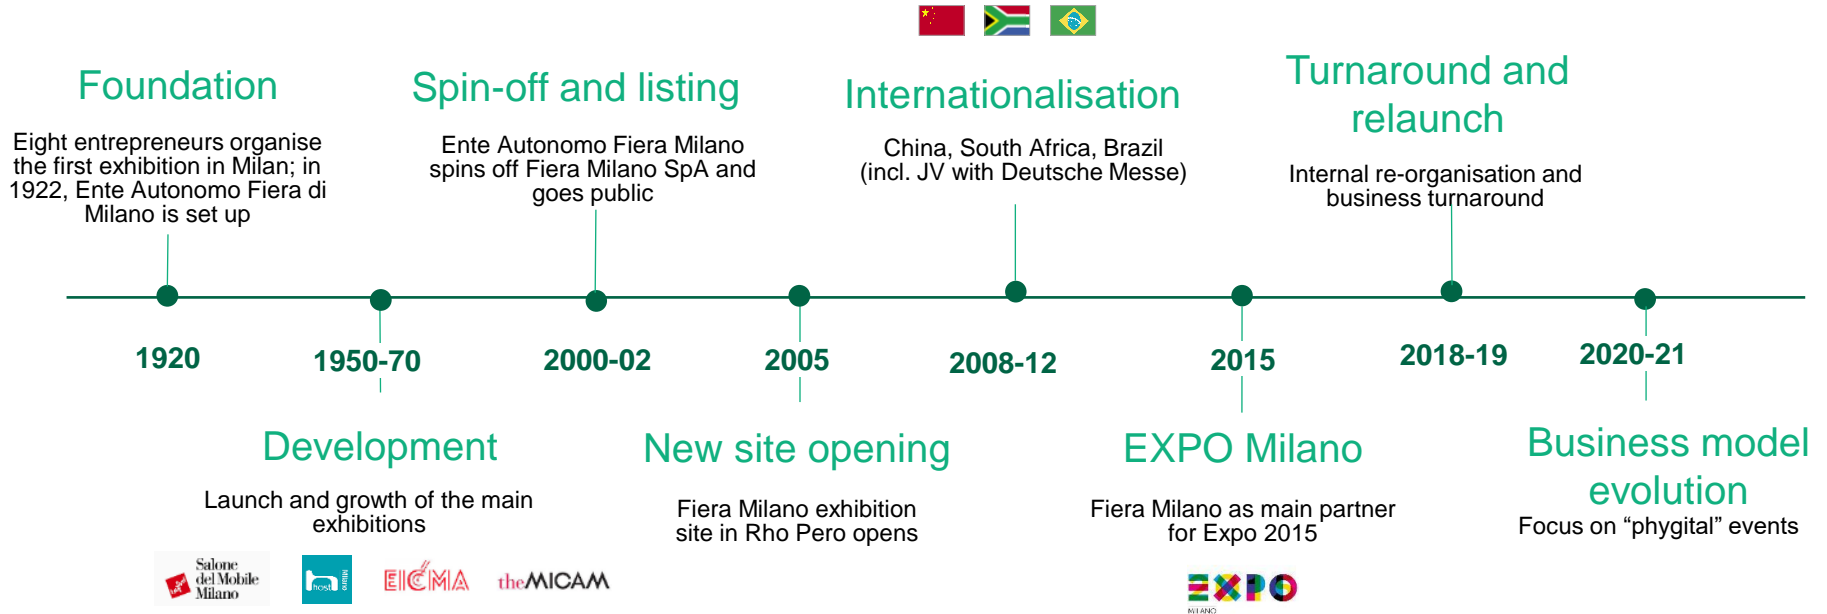 Foundation
Eight entrepreneurs organise
the first exhibition in Milan; in
1922, Ente Autonomo Fiera di
Milano is set up
Spin-off and listing
Ente Autonomo Fiera Milano
spins off Fiera Milano SpA and
goes public
Internationalisation
China, South Africa, Brazil
(incl. JV with Deutsche Messe)
Turnaround and
relaunch
Internal re-organisation and
business turnaround
1920
1950-70
2000-02
2005
2008-12
2015
2018-19
2020-21
Development
Launch and growth of the main
exhibitions
Salone
del Mobile
Milano
host
Milano
EICMA
theMICAM
New site opening
Fiera Milano exhibition
site in Rho Pero opens
EXPO Milano
Fiera Milano as main partner
for Expo 2015
EXPO
MILANO
Business model
evolution
Focus on “phygital” events